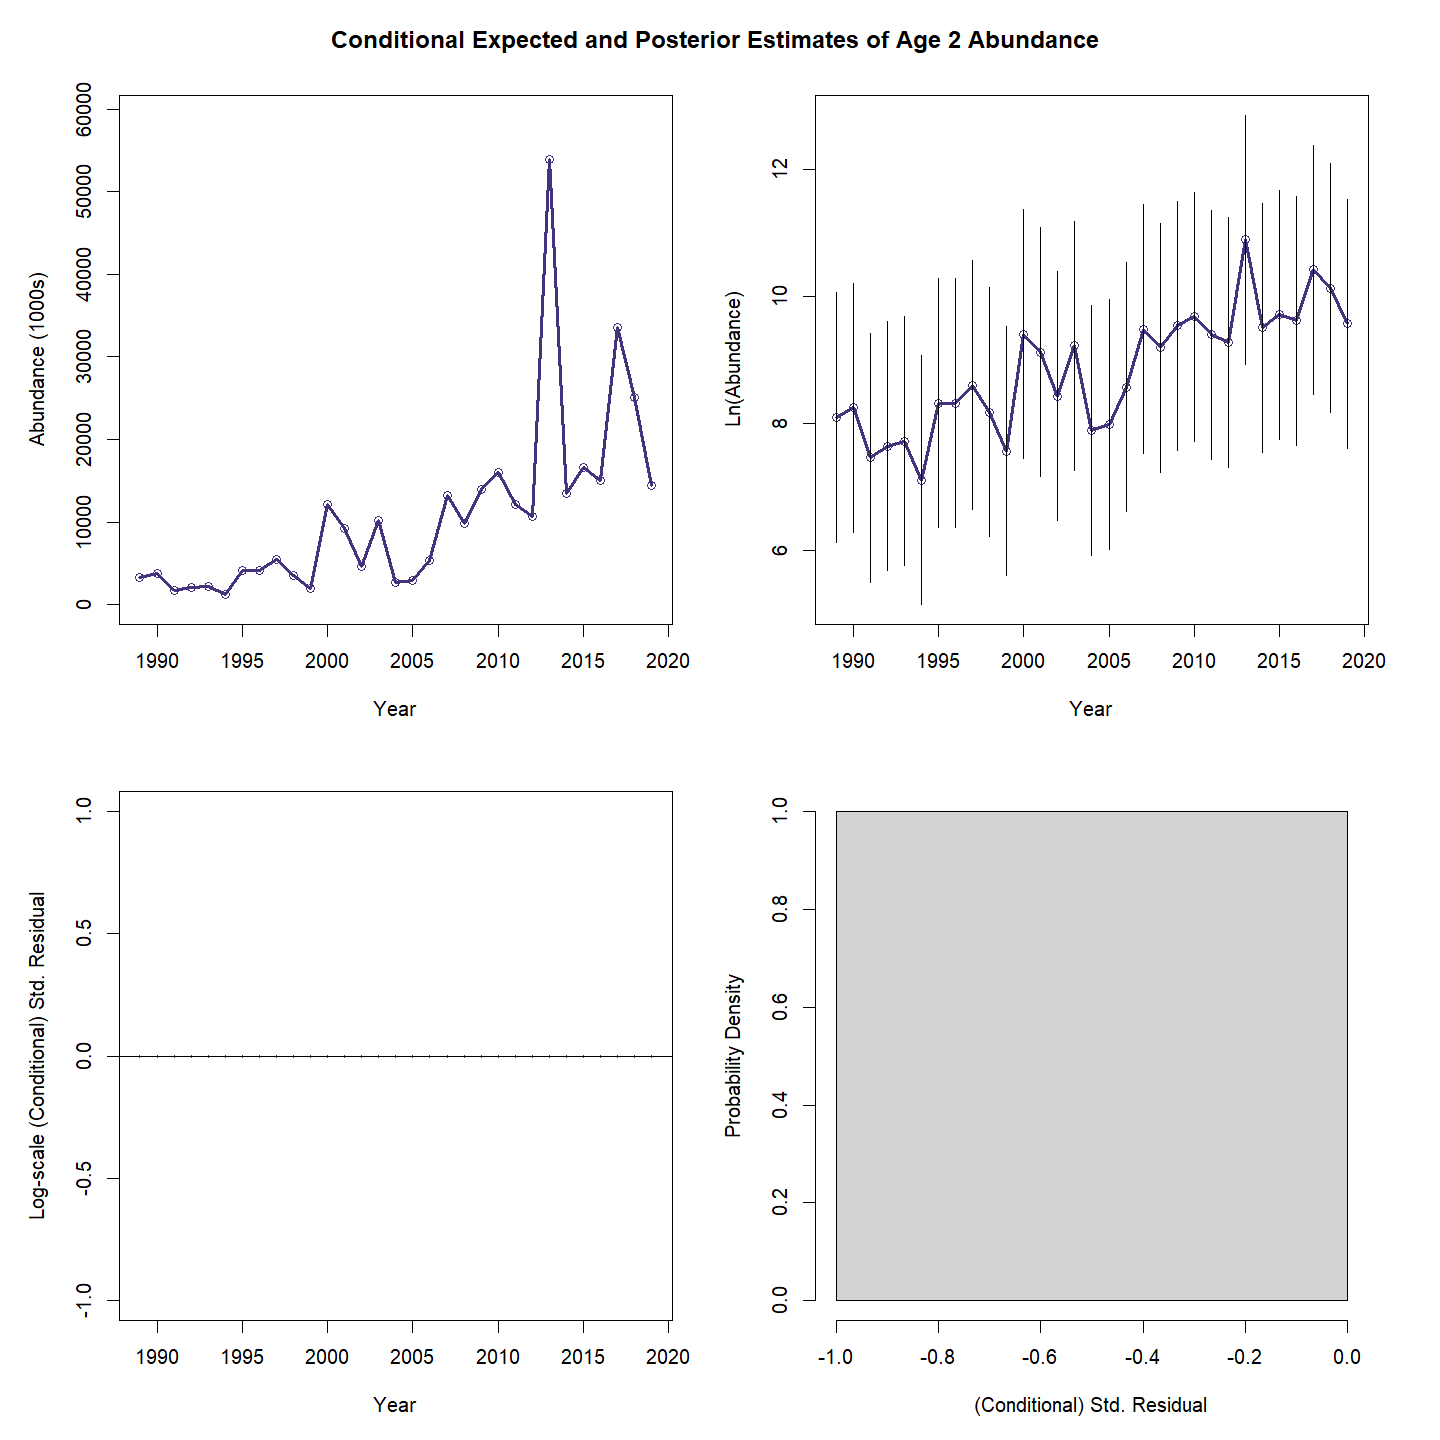 Conditional Expected and Posterior Estimates of Age 2 Abundance
Abundance (1000s)
60000
50000
40000
30000
20000
10000
0
1990 1995 2000 2005 2010 2015 2020
Year
Ln(Abundance)
12
10
8
6
1990 1995 2000 2005 2010 2015 2020
Year
Log-scale (Conditional) Std. Residual
1.0
0.5
0.0
-0.5
-1.0
1990 1995 2000 2005 2010 2015 2020
Year
Probability Density
1.0
0.8
0.6
0.4
0.2
0.0
-1.0 -0.8 -0.6 -0.4 -0.2 0.0
(Conditional) Std. Residual